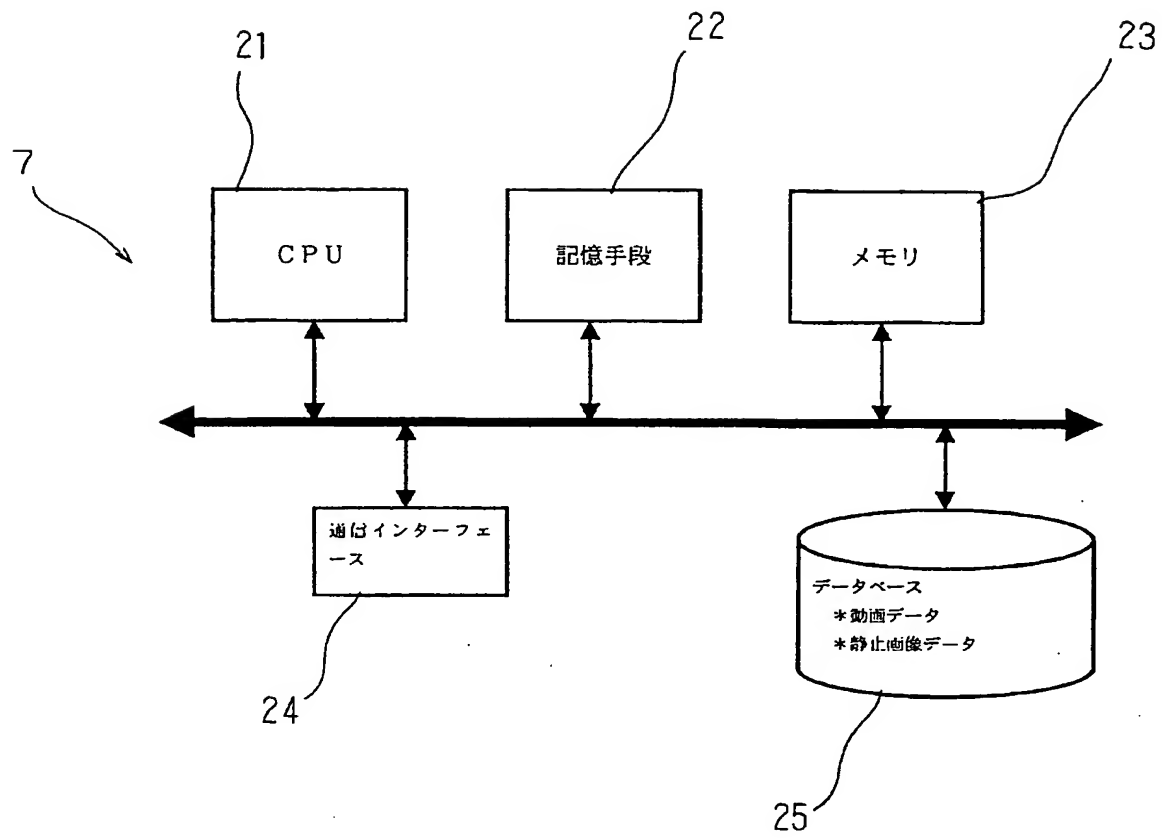 21
22
23
7
CPU
記憶手段
メモリ
通信インターフェ
ース
データベース
*動画データ
*静止画像データ
24
25